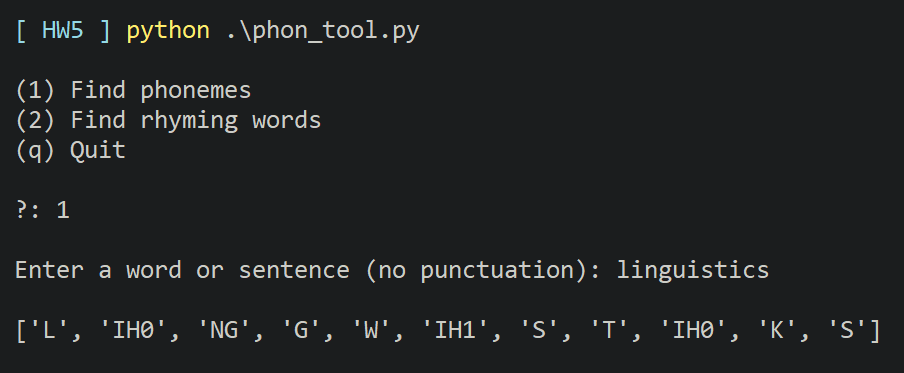 [ HW5 ] python .\phon_tool.py
(1) Find phonemes
(2) Find rhyming words
(q) Quit
?: 1
Enter a word or sentence (no punctuation): linguistics
['L', 'IH0', 'NG', 'G', 'W', 'IH1', 'S', 'T', 'IH0', 'K', 'S']